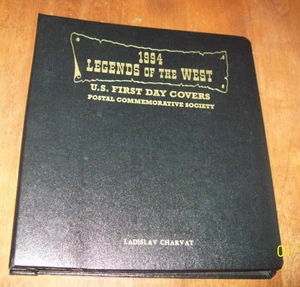 1994
LEGENDS OF THE WEST
U.S. FIRST DAY COVERS
POSTAL COMMEMORATIVE SOCIETY
LADISLAV CHARVAT